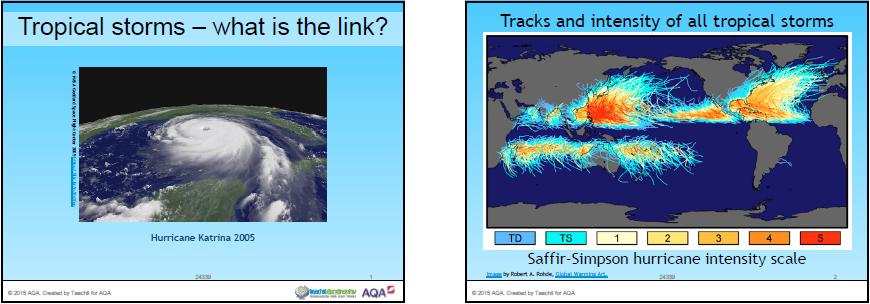 Tropical storms – what is the link?
Hurricane Katrina 2005
24339
1
© 2015 AQA. Created by Teachit for AQA
AQA
Tracks and intensity of all tropical storms
TD
TS
1
2
3
4
5
Saffir-Simpson hurricane intensity scale
Image by Robert A. Rohde, Global Warming Art.
24339
2
© 2015 AQA. Created by Teachit for AQA